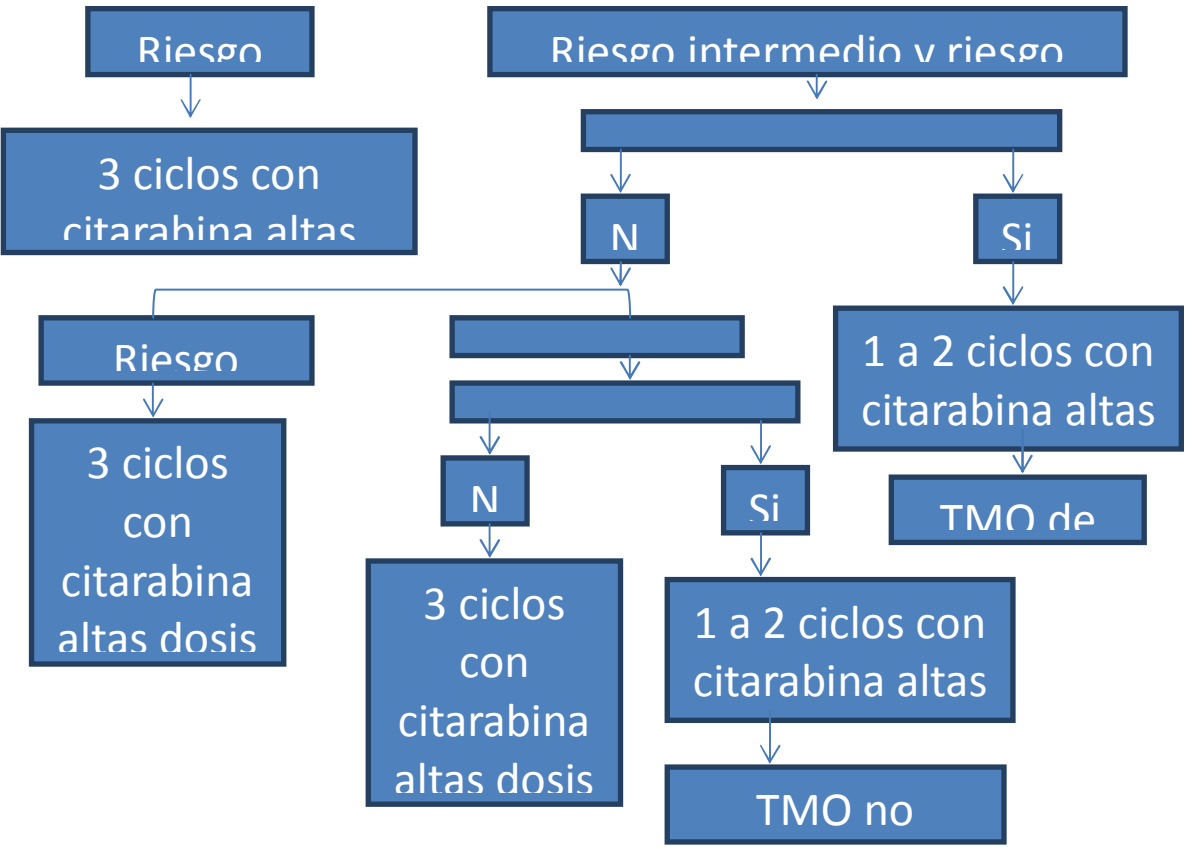 Riesgo
Riesgo intermedio y riesgo
3 ciclos con
citarabina altas
N
Si
Riesgo
3 ciclos
con
citarabina
altas dosis
N
3 ciclos
con
citarabina
altas dosis
Si
1 a 2 ciclos con
citarabina altas
TMO no
1 a 2 ciclos con
citarabina altas
TMO de